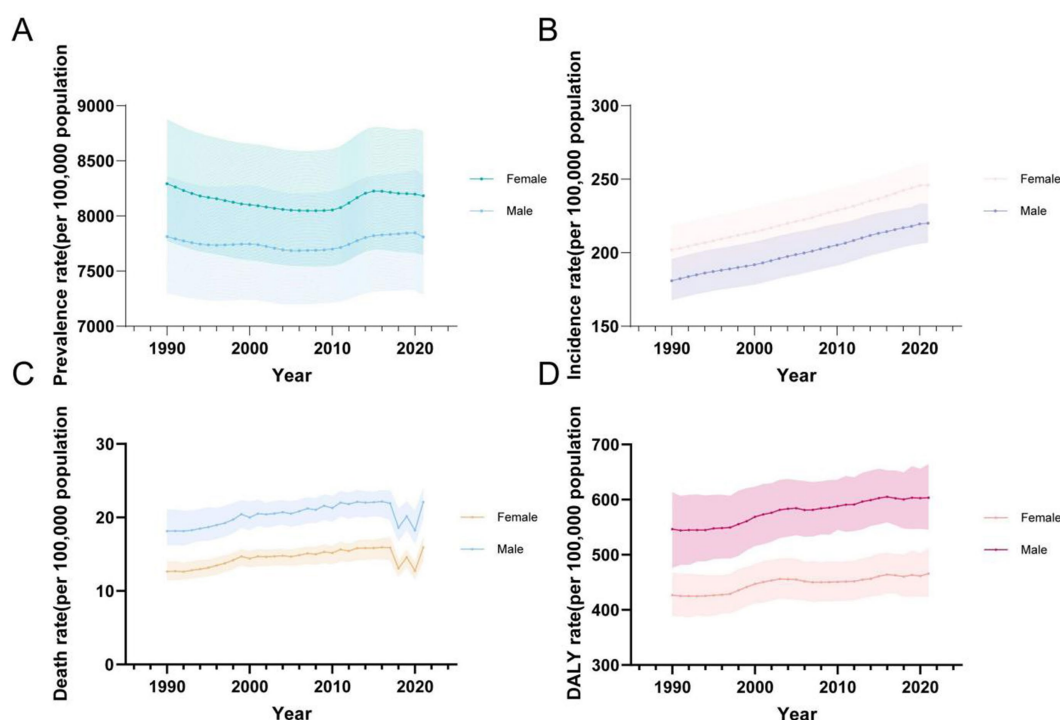 A
Prevalence rate(per 100,000 population
9000
8500
8000
7500
7000
1990
2000
2010
2020
Year
Female
Male
B
Incidence rate(per 100,000 population
300
250
200
150
1990
2000
2010
2020
Year
Female
Male
C
Death rate(per 100,000 population
30
20
10
0
1990
2000
2010
2020
Year
Female
Male
D
DALY rate(per 100,000 population
700
600
500
400
300
1990
2000
2010
2020
Year
Female
Male